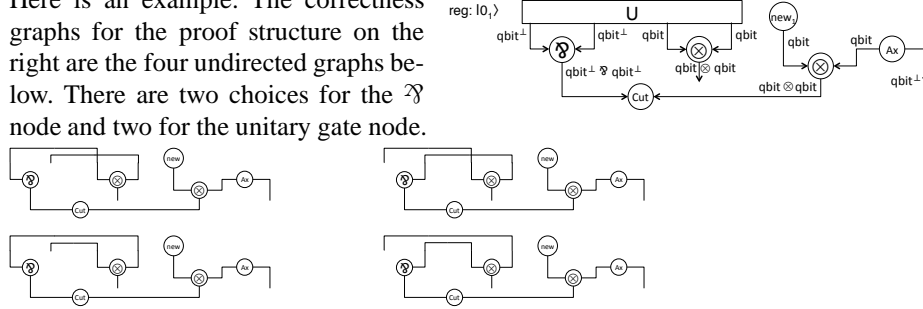 Here is an example. The correctness
graphs for the proof structure on the
right are the four undirected graphs be-
low. There are two choices for the ⅋
node and two for the unitary gate node.
reg: |0₁⟩
U
new₁
qbit⊥ qbit⊥ qbit qbit qbit qbit
⅋ ⊗ ⊗ Ax
qbit⊥ ⅋ qbit⊥ qbit ⊗ qbit qbit⊥
Cut qbit ⊗ qbit
new new
⅋ ⊗ ⊗ Ax ⅋ ⊗ ⊗ Ax
Cut Cut
new new
⅋ ⊗ ⊗ Ax ⅋ ⊗ ⊗ Ax
Cut Cut